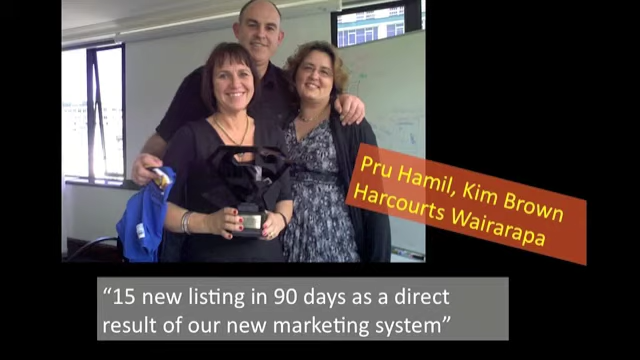 Pru Hamil, Kim Brown
Harcourts Wairarapa
“15 new listing in 90 days as a direct
result of our new marketing system”